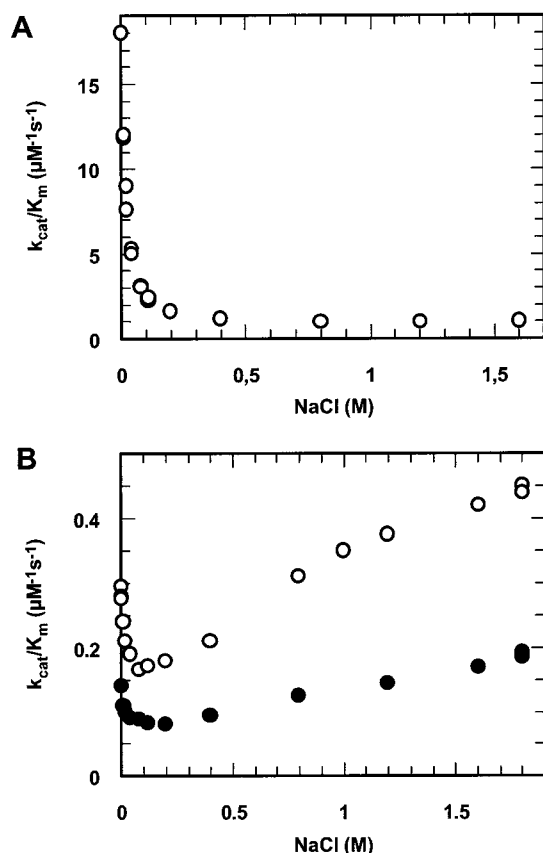 A
15
10
5
0
k_cat/K_m (µM⁻¹s⁻¹)
0 0,5 1 1,5
NaCl (M)
B
0.4
0.2
0
k_cat/K_m (µM⁻¹s⁻¹)
0 0.5 1 1.5
NaCl (M)